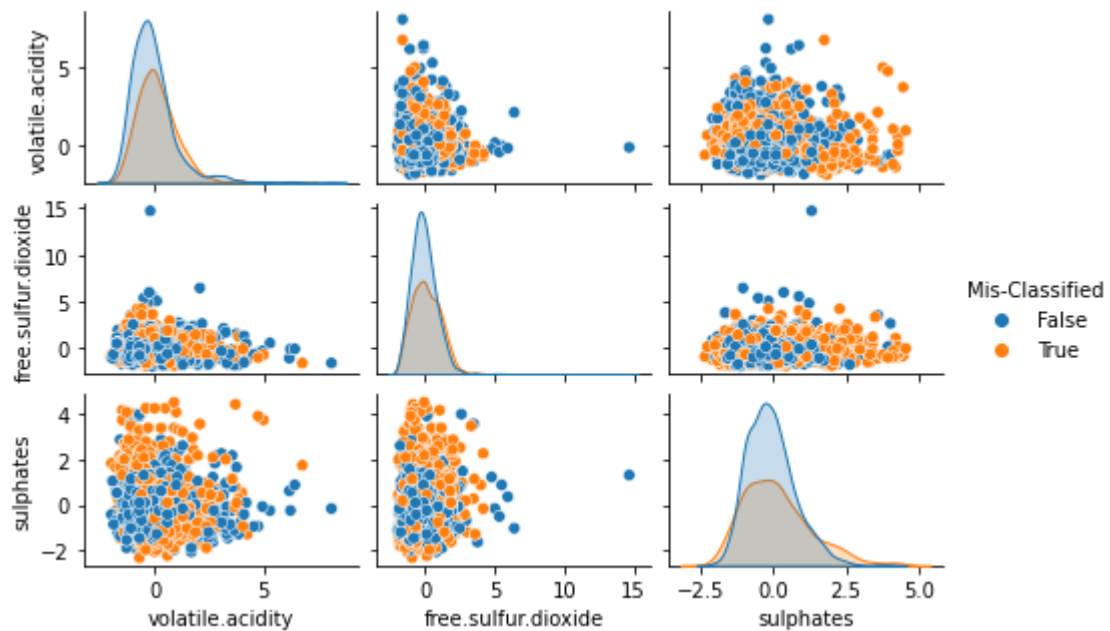 volatile.acidity
5
0
free.sulfur.dioxide
15
10
5
0
Mis-Classified
False
True
sulphates
4
2
0
−2
0 5
0 5 10 15
−2.5 0.0 2.5 5.0
volatile.acidity
free.sulfur.dioxide
sulphates